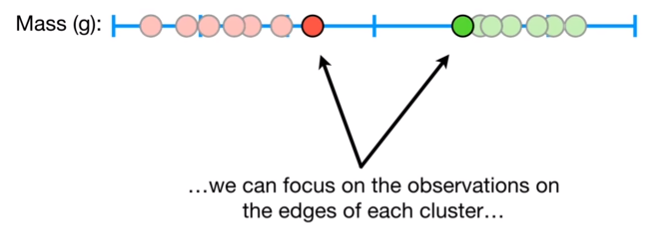 Mass (g):
...we can focus on the observations on
the edges of each cluster...